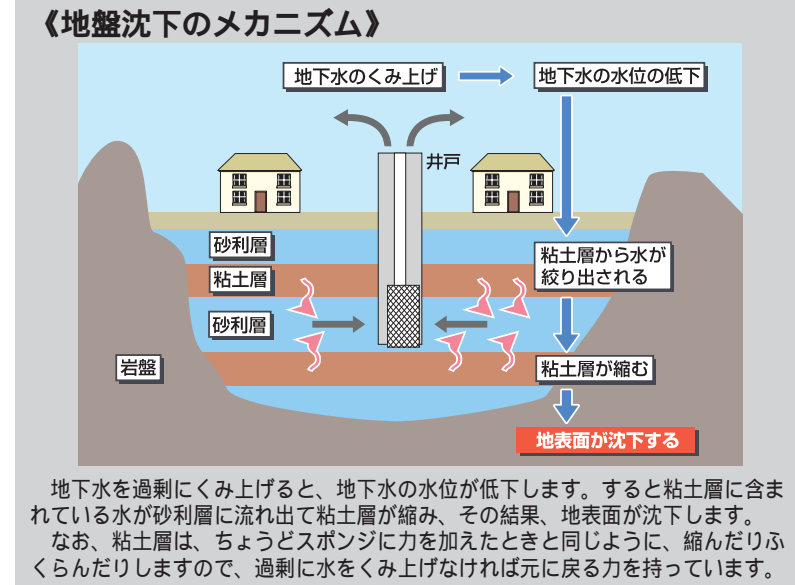 《地盤沈下のメカニズム》
地下水のくみ上げ
地下水の水位の低下
井戸
砂利層
粘土層から水が
絞り出される
粘土層
砂利層
岩盤
粘土層が縮む
地表面が沈下する
　地下水を過剰にくみ上げると、地下水の水位が低下します。すると粘土層に含ま
れている水が砂利層に流れ出て粘土層が縮み、その結果、地表面が沈下します。
　なお、粘土層は、ちょうどスポンジに力を加えたときと同じように、縮んだりふ
くらんだりしますので、過剰に水をくみ上げなければ元に戻る力を持っています。